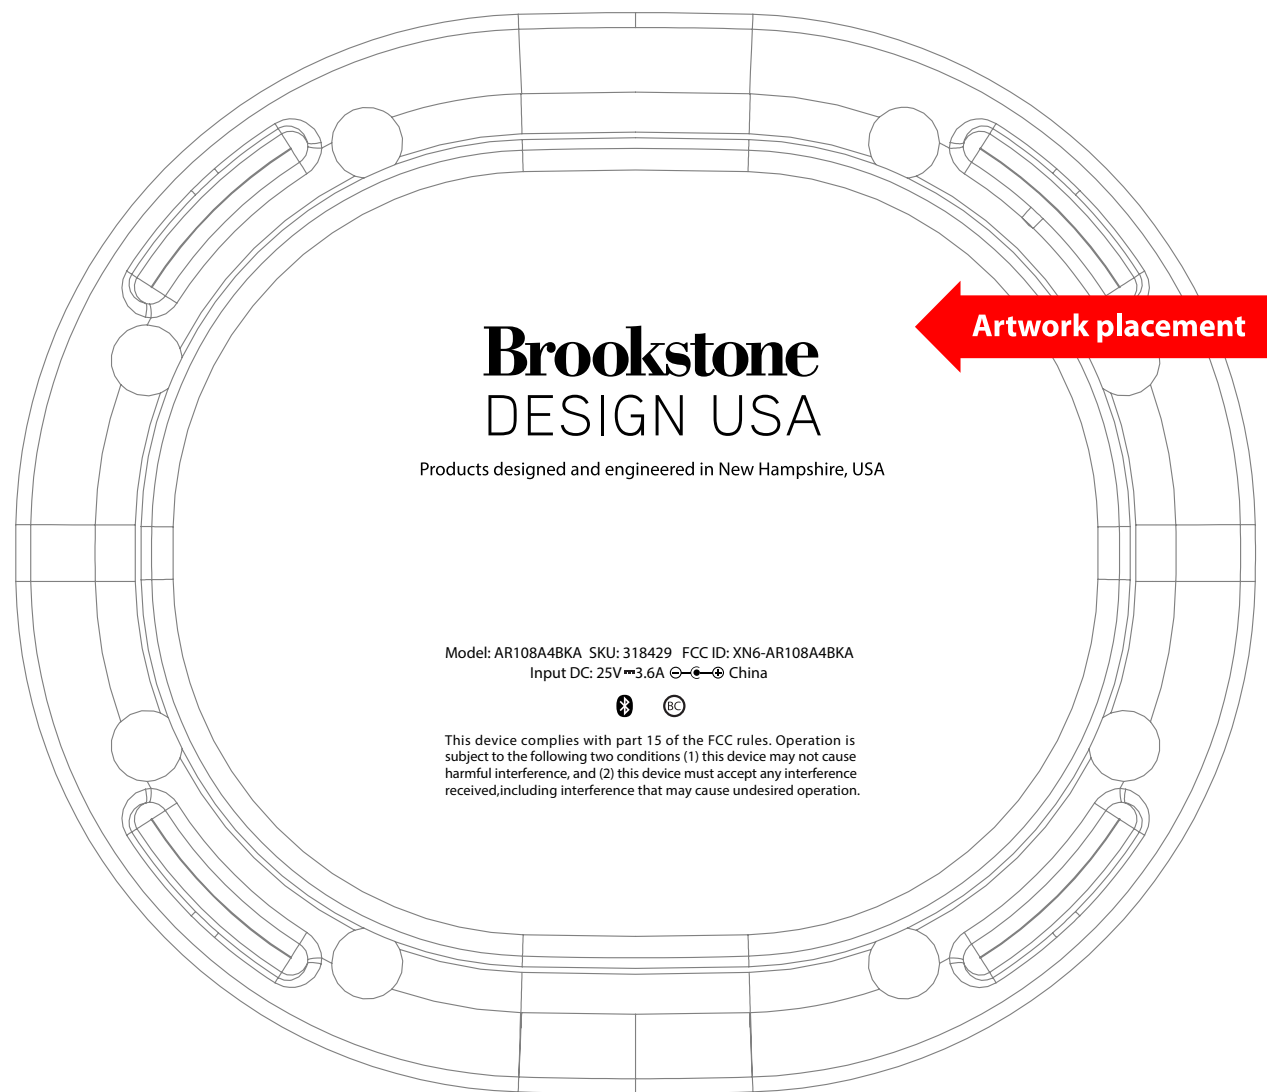 Artwork placement
Brookstone
DESIGN USA
Products designed and engineered in New Hampshire, USA
Model: AR108A4BKA  SKU: 318429   FCC ID: XN6-AR108A4BKA
Input DC: 25V⎓3.6A ⊖-●-⊕ China
BC
This device complies with part 15 of the FCC rules. Operation is
subject to the following two conditions (1) this device may not cause
harmful interference, and (2) this device must accept any interference
received,including interference that may cause undesired operation.